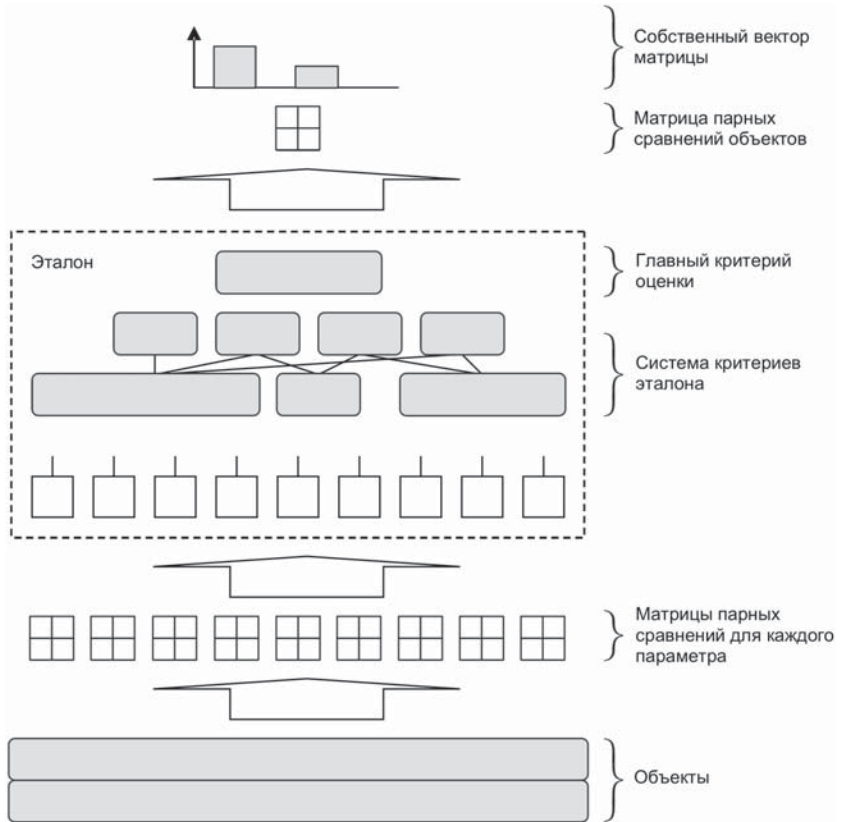 Собственный вектор
матрицы
Матрица парных
сравнений объектов
Эталон
Главный критерий
оценки
Система критериев
эталона
Матрицы парных
сравнений для каждого
параметра
Объекты